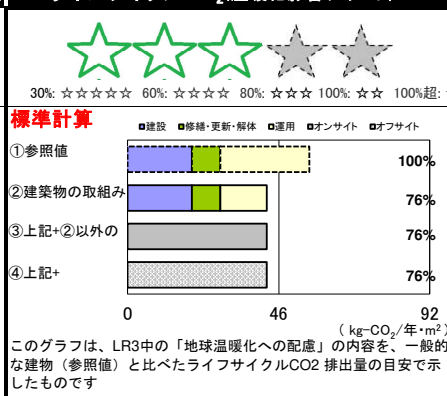 30%: ☆☆☆☆☆ 60%: ☆☆☆☆ 80%: ☆☆☆ 100%: ☆☆ 100%超:
標準計算
■建設 ■修繕・更新・解体 □運用 ■オンサイト ■オフサイト
①参照値 100%
②建築物の取組み 76%
③上記+②以外の 76%
④上記+ 76%
0 46 92
( kg-CO₂/年・m²)
このグラフは、LR3中の「地球温暖化への配慮」の内容を、一般的
な建物（参照値）と比べたライフサイクルCO2 排出量の目安で示
したものです